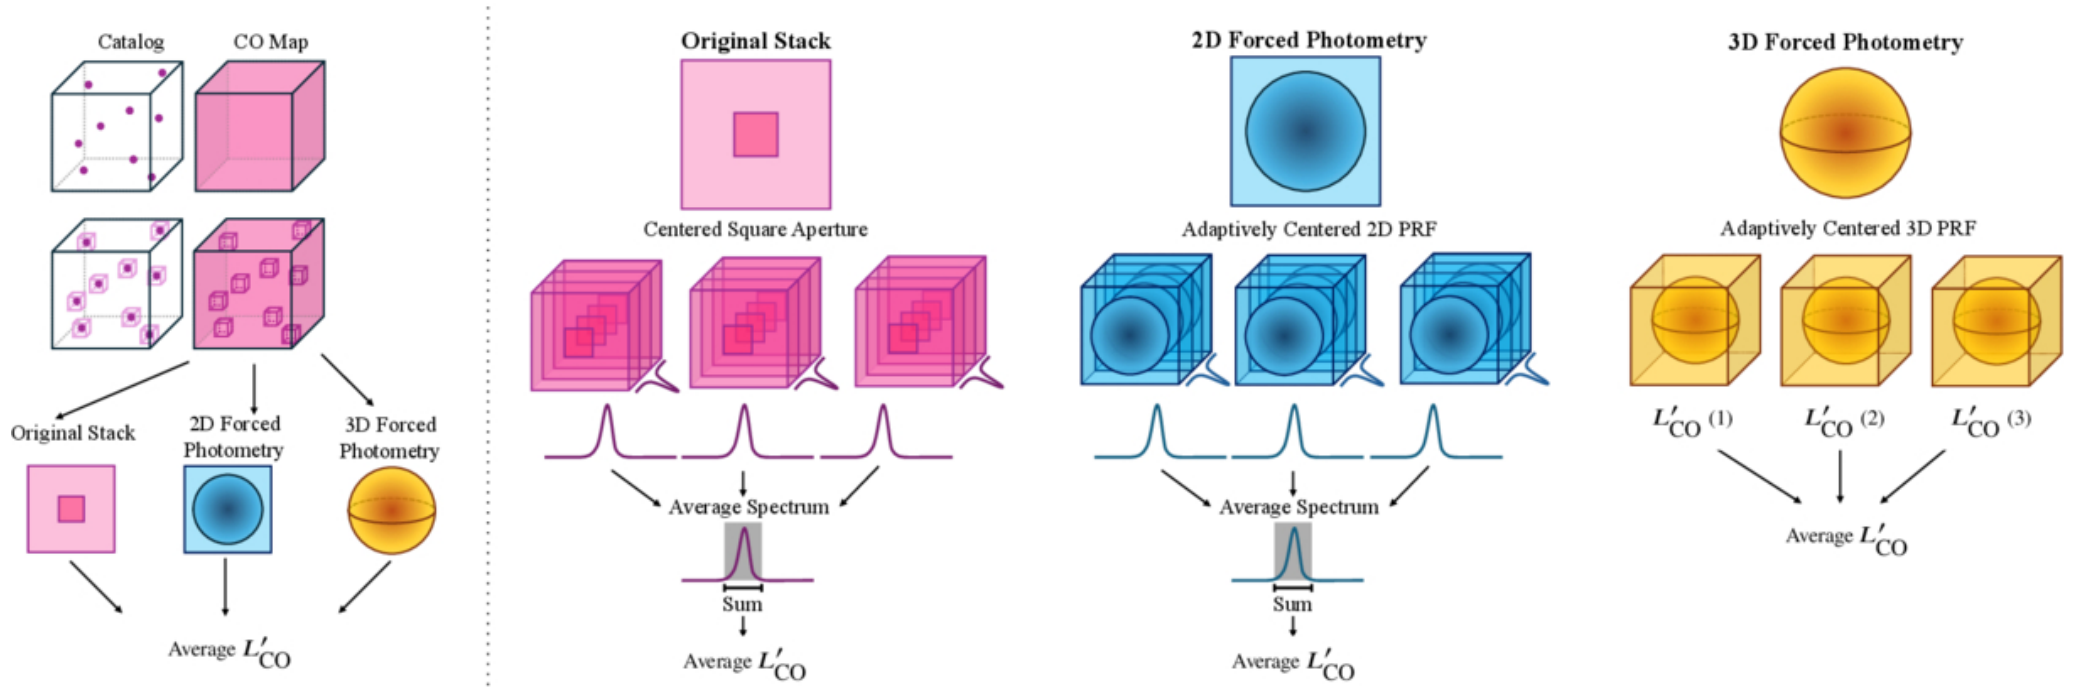 Catalog
CO Map
Original Stack
2D Forced
Photometry
3D Forced
Photometry
Average L′CO
Original Stack
Centered Square Aperture
Average Spectrum
Sum
Average L′CO
2D Forced Photometry
Adaptively Centered 2D PRF
Average Spectrum
Sum
Average L′CO
3D Forced Photometry
Adaptively Centered 3D PRF
L′CO (1)
L′CO (2)
L′CO (3)
Average L′CO